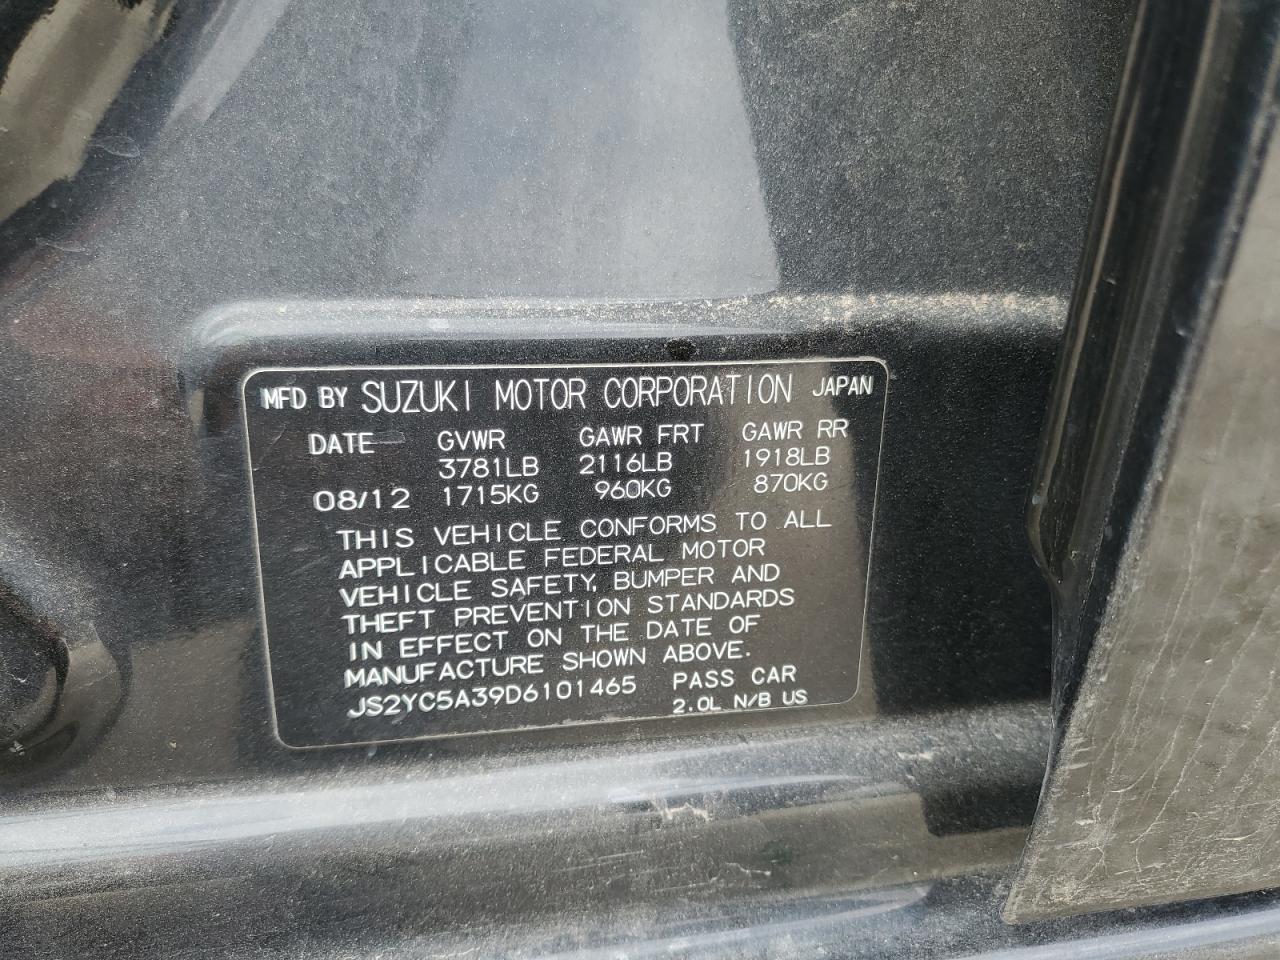 MFD BY SUZUKI MOTOR CORPORATION JAPAN
DATE GVWR GAWR FRT GAWR RR
3781LB 2116LB 1918LB
08/12 1715KG 960KG 870KG
THIS VEHICLE CONFORMS TO ALL
APPLICABLE FEDERAL MOTOR
VEHICLE SAFETY, BUMPER AND
THEFT PREVENTION STANDARDS
IN EFFECT ON THE DATE OF
MANUFACTURE SHOWN ABOVE.
JS2YC5A39D6101465 PASS CAR
2.0L N/B US